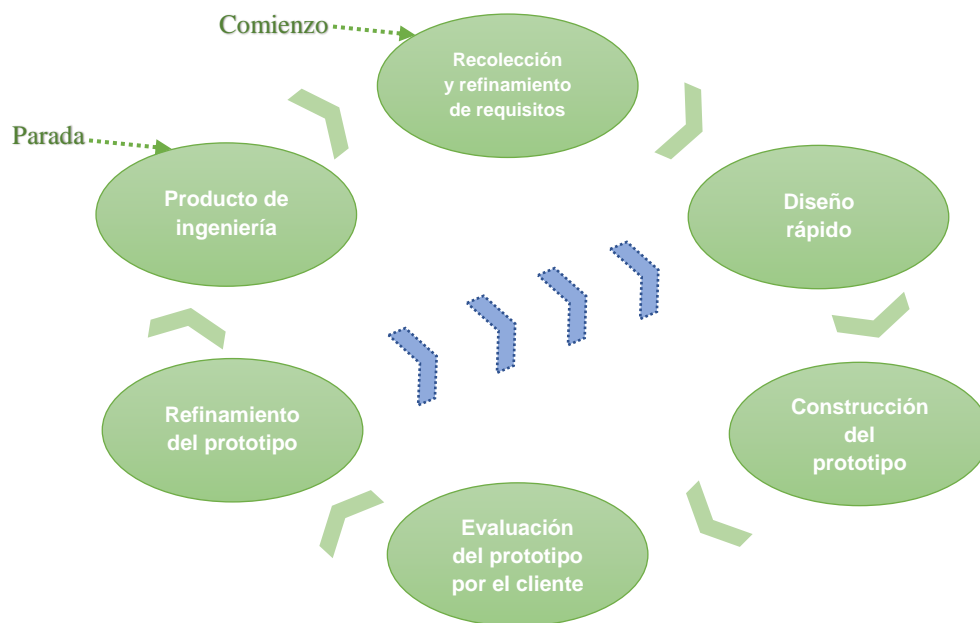 Comienzo
Recolección
y refinamiento
de requisitos
Parada
Producto de
ingeniería
Diseño
rápido
Refinamiento
del prototipo
Construcción
del
prototipo
Evaluación
del prototipo
por el cliente